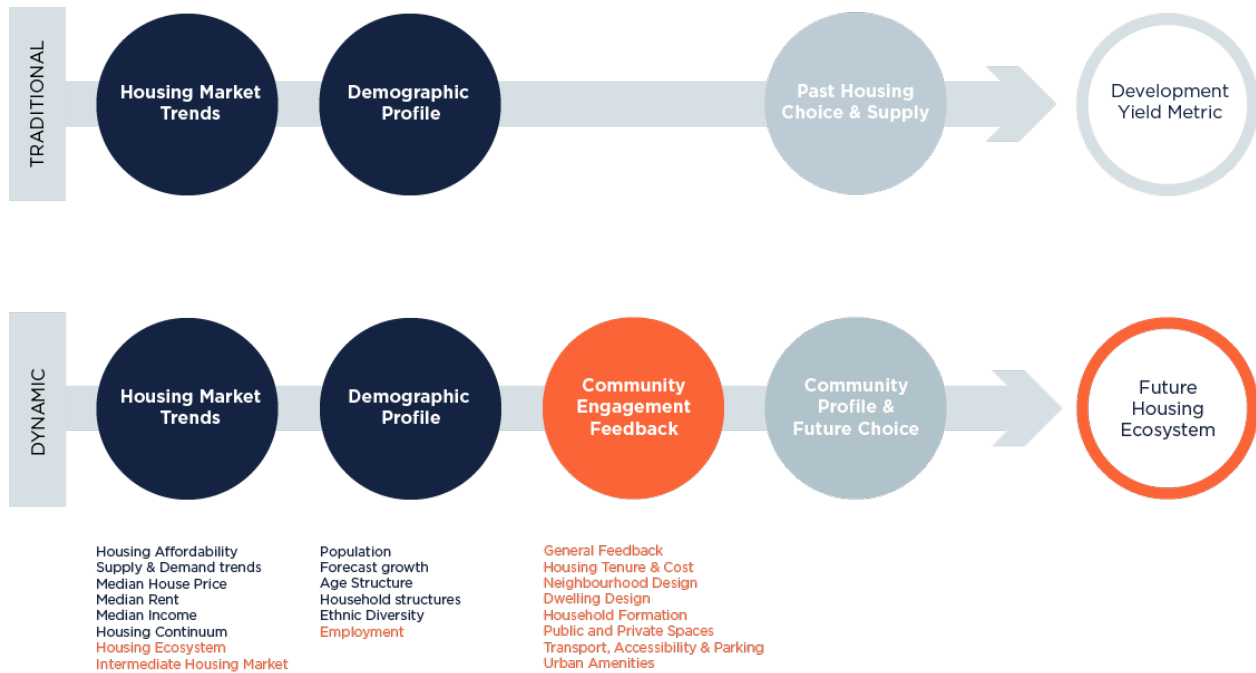 TRADITIONAL
Housing Market
Trends
Demographic
Profile
Past Housing
Choice & Supply
Development
Yield Metric
DYNAMIC
Housing Market
Trends
Demographic
Profile
Community
Engagement
Feedback
Community
Profile &
Future Choice
Future
Housing
Ecosystem
Housing Affordability
Supply & Demand trends
Median House Price
Median Rent
Median Income
Housing Continuum
Housing Ecosystem
Intermediate Housing Market
Population
Forecast growth
Age Structure
Household structures
Ethnic Diversity
Employment
General Feedback
Housing Tenure & Cost
Neighbourhood Design
Dwelling Design
Household Formation
Public and Private Spaces
Transport, Accessibility & Parking
Urban Amenities